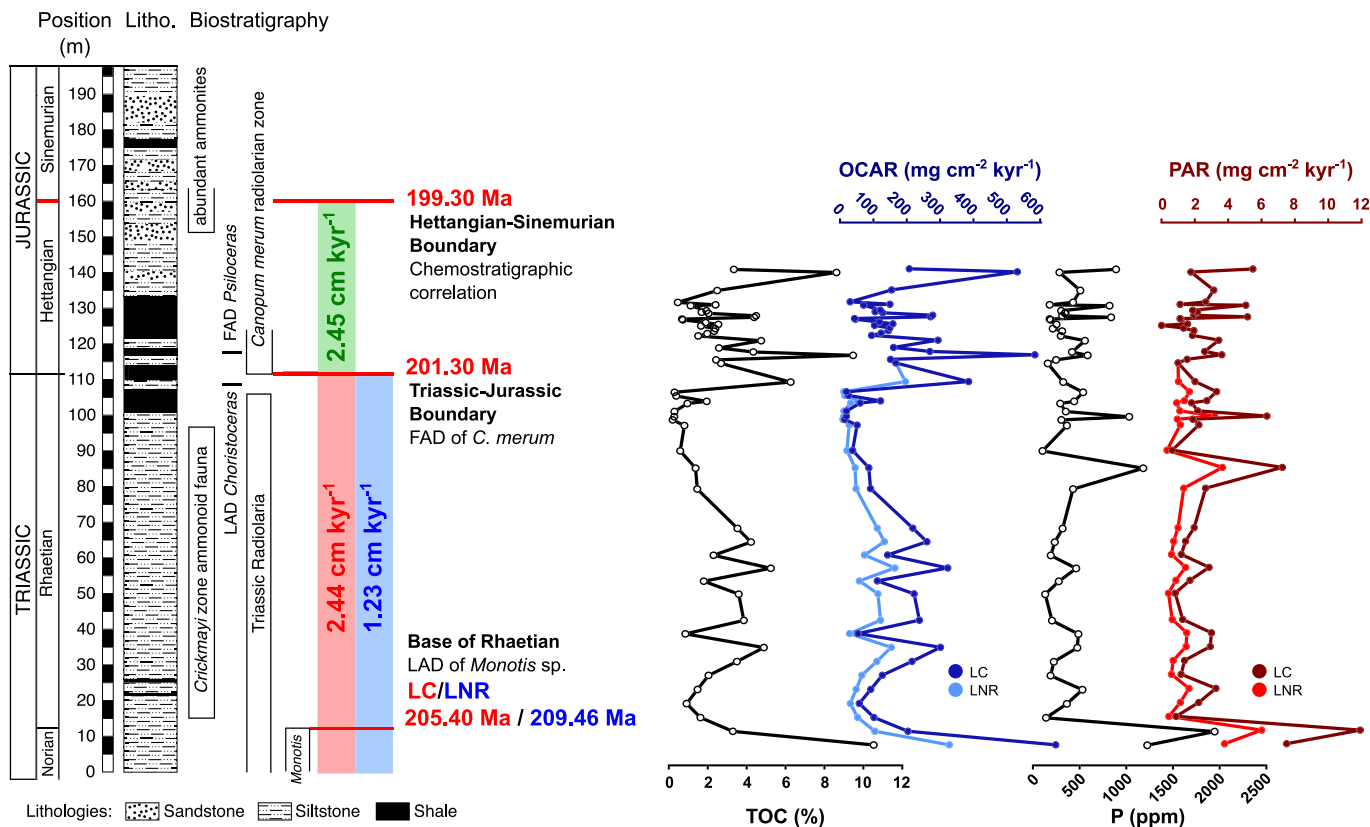 Position Litho. Biostratigraphy
(m)
JURASSIC
TRIASSIC
Sinemurian
Hettangian
Rhaetian
Norian
190
180
170
160
150
140
130
120
110
100
90
80
70
60
50
40
30
20
10
0
abundant ammonites
FAD Psiloceras
Canopum merum radiolarian zone
Crickmayi zone ammonoid fauna
LAD Choristoceras
Triassic Radiolaria
Monotis
2.45 cm kyr-1
2.44 cm kyr-1
1.23 cm kyr-1
199.30 Ma
Hettangian-Sinemurian
Boundary
Chemostratigraphic
correlation
201.30 Ma
Triassic-Jurassic
Boundary
FAD of C. merum
Base of Rhaetian
LAD of Monotis sp.
LC/LNR
205.40 Ma / 209.46 Ma
OCAR (mg cm-2 kyr-1)
0 100 200 300 400 500 600
PAR (mg cm-2 kyr-1)
0 2 4 6 8 10 12
LC
LNR
LC
LNR
0 2 4 6 8 10 12
TOC (%)
0 500 1000 1500 2000 2500
P (ppm)
Lithologies: Sandstone Siltstone Shale